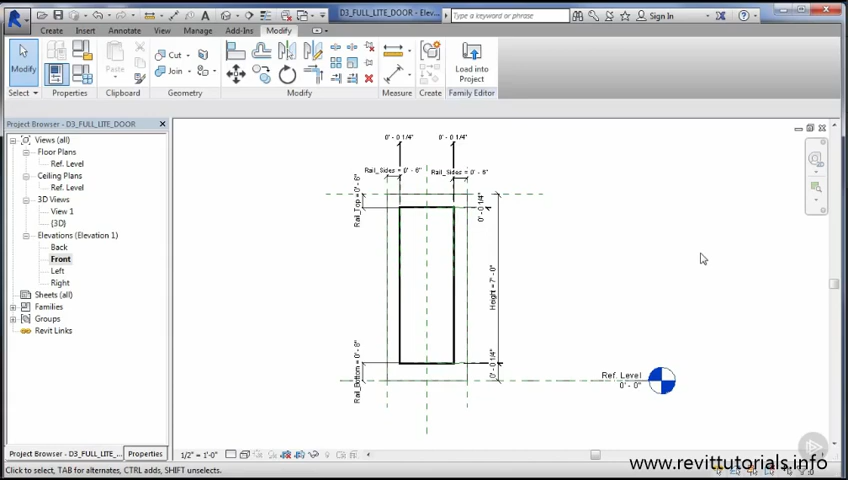 D3_FULL_LITE_DOOR - Elev...
Type a keyword or phrase
Sign In
Create Insert Annotate View Manage Add-Ins Modify
Modify
Paste
Cut
Join
Load into
Project
Select Properties Clipboard Geometry Modify Measure Create Family Editor
Project Browser - D3_FULL_LITE_DOOR
Views (all)
Floor Plans
Ref. Level
Ceiling Plans
Ref. Level
3D Views
View 1
{3D}
Elevations (Elevation 1)
Back
Front
Left
Right
Sheets (all)
Families
Groups
Revit Links
0' - 0 1/4" 0' - 0 1/4"
Rail_Sides = 0' - 6" Rail_Sides = 0' - 6"
Rail_Top = 0' - 6"
0' - 0 1/4"
Height = 7' - 0"
Rail_Bottom = 0' - 8"
0' - 0 1/4"
Ref. Level
0' - 0"
Project Browser - D3_FULL_LITE_... Properties
1/2" = 1'-0"
Click to select, TAB for alternates, CTRL adds, SHIFT unselects.
www.revittutorials.info